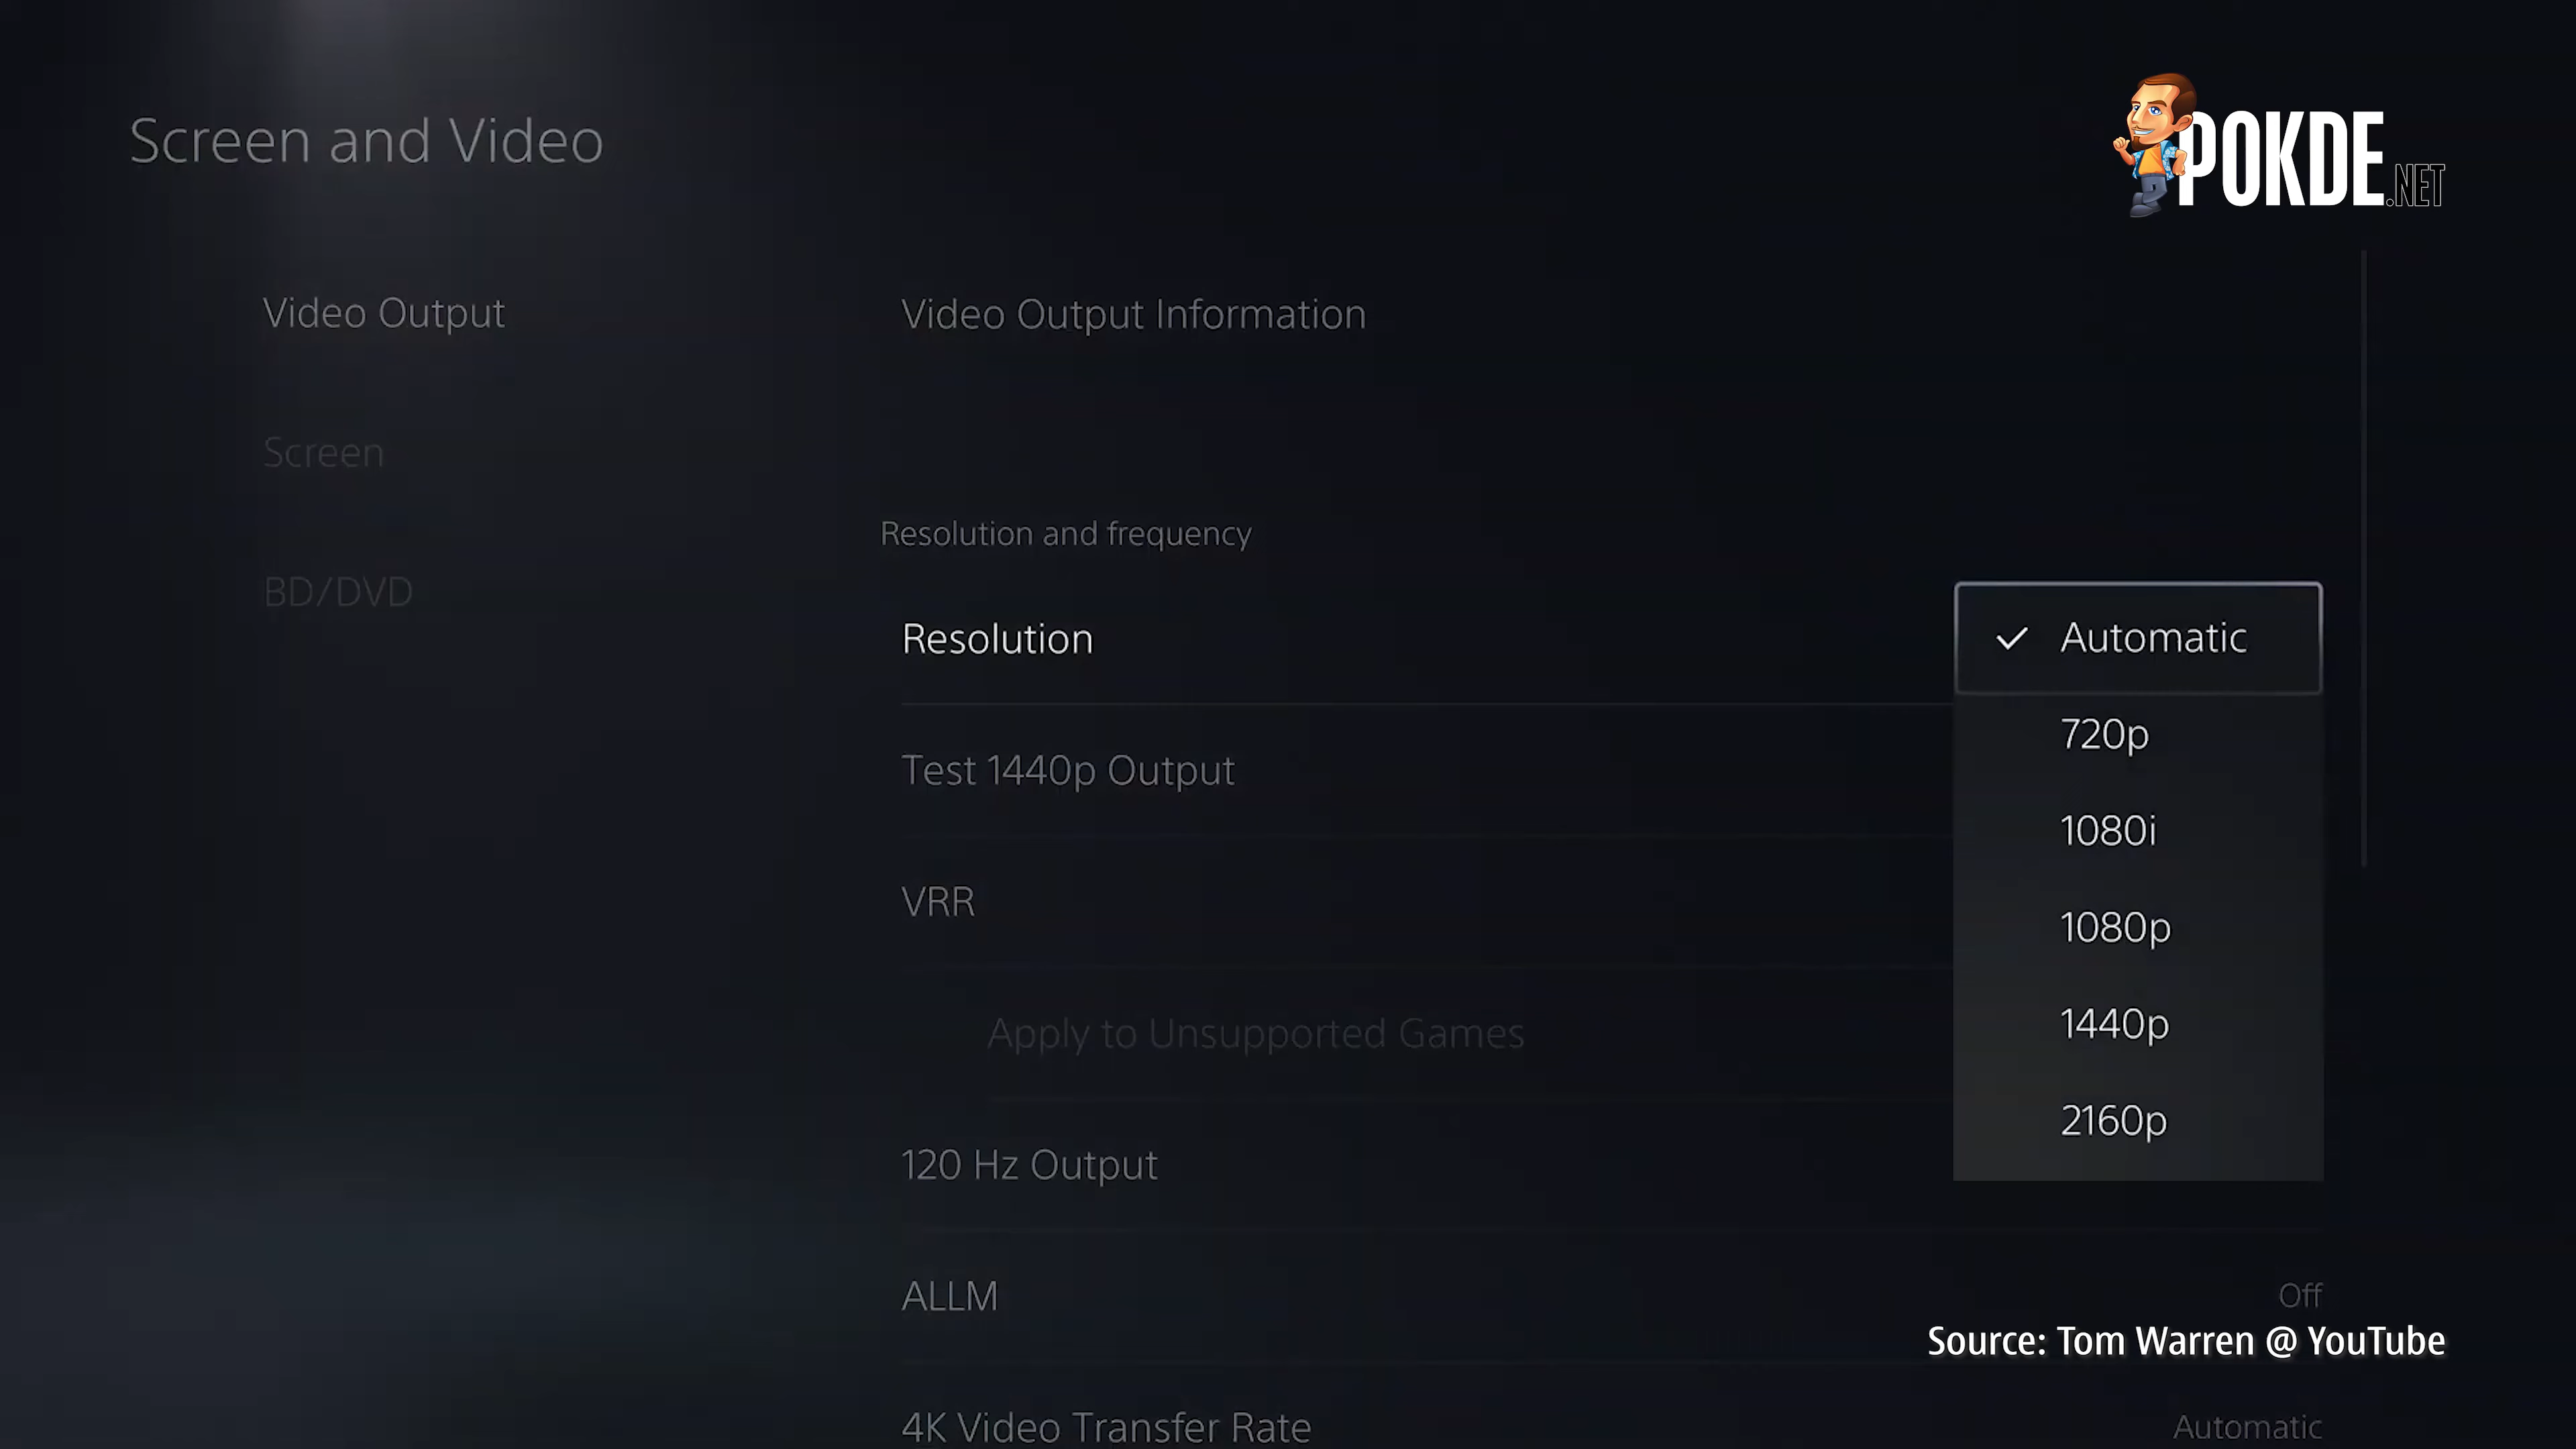 Screen and Video
POKDE.NET
Video Output
Screen
BD/DVD
Video Output Information
Resolution and frequency
Resolution
Automatic
720p
1080i
1080p
1440p
2160p
Test 1440p Output
VRR
Apply to Unsupported Games
120 Hz Output
ALLM
Off
Source: Tom Warren @ YouTube
4K Video Transfer Rate
Automatic